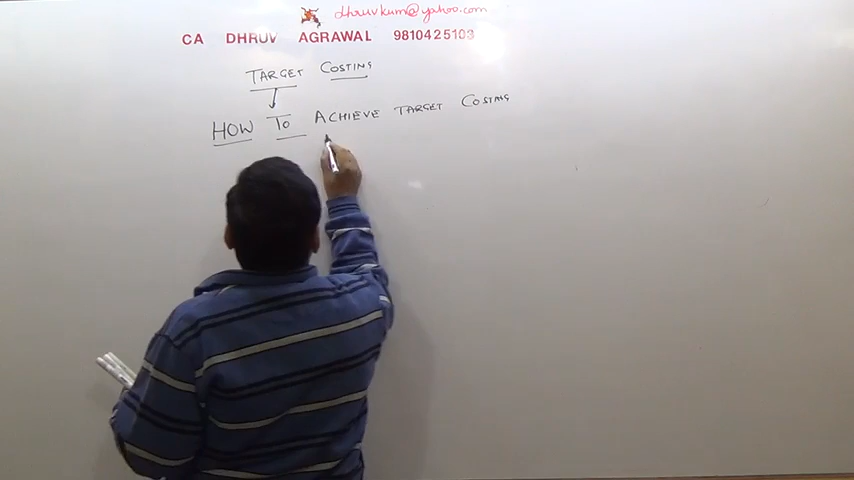 dhruvkum@yahoo.com
CA DHRUV AGRAWAL 9810425103
TARGET COSTING
HOW TO ACHIEVE TARGET COSTING